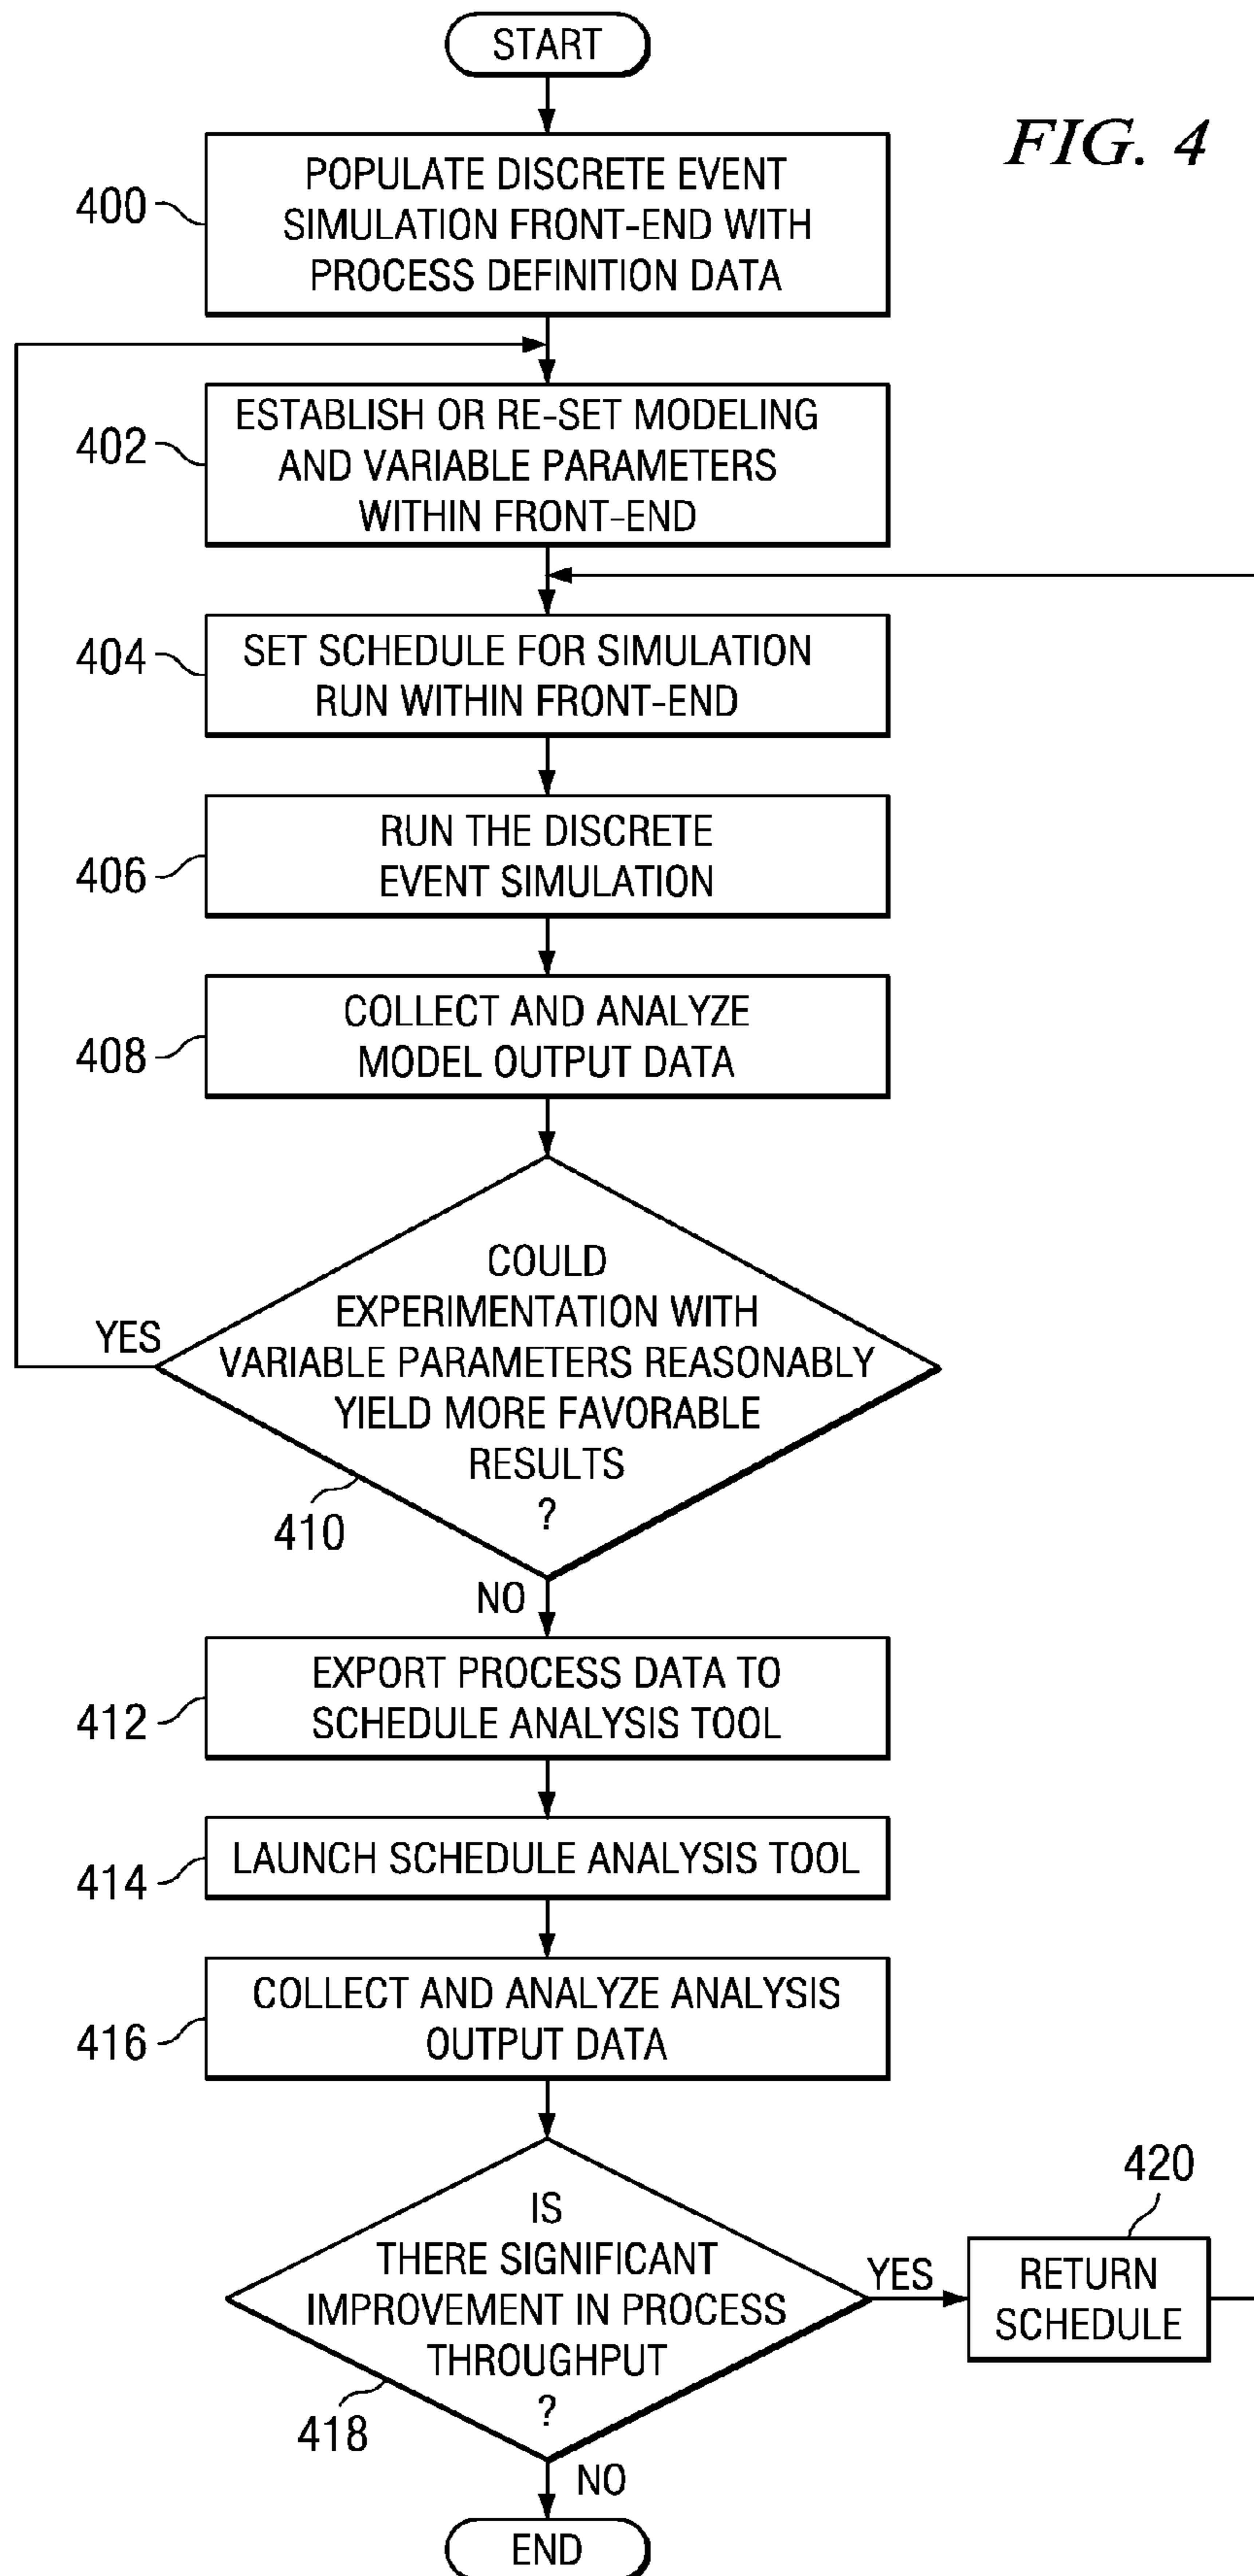 START
FIG. 4
400
POPULATE DISCRETE EVENT
SIMULATION FRONT-END WITH
PROCESS DEFINITION DATA
402
ESTABLISH OR RE-SET MODELING
AND VARIABLE PARAMETERS
WITHIN FRONT-END
404
SET SCHEDULE FOR SIMULATION
RUN WITHIN FRONT-END
406
RUN THE DISCRETE
EVENT SIMULATION
408
COLLECT AND ANALYZE
MODEL OUTPUT DATA
YES
COULD
EXPERIMENTATION WITH
VARIABLE PARAMETERS REASONABLY
YIELD MORE FAVORABLE
RESULTS
?
410
NO
412
EXPORT PROCESS DATA TO
SCHEDULE ANALYSIS TOOL
414
LAUNCH SCHEDULE ANALYSIS TOOL
416
COLLECT AND ANALYZE ANALYSIS
OUTPUT DATA
IS
THERE SIGNIFICANT
IMPROVEMENT IN PROCESS
THROUGHPUT
?
418
YES
420
RETURN
SCHEDULE
NO
END